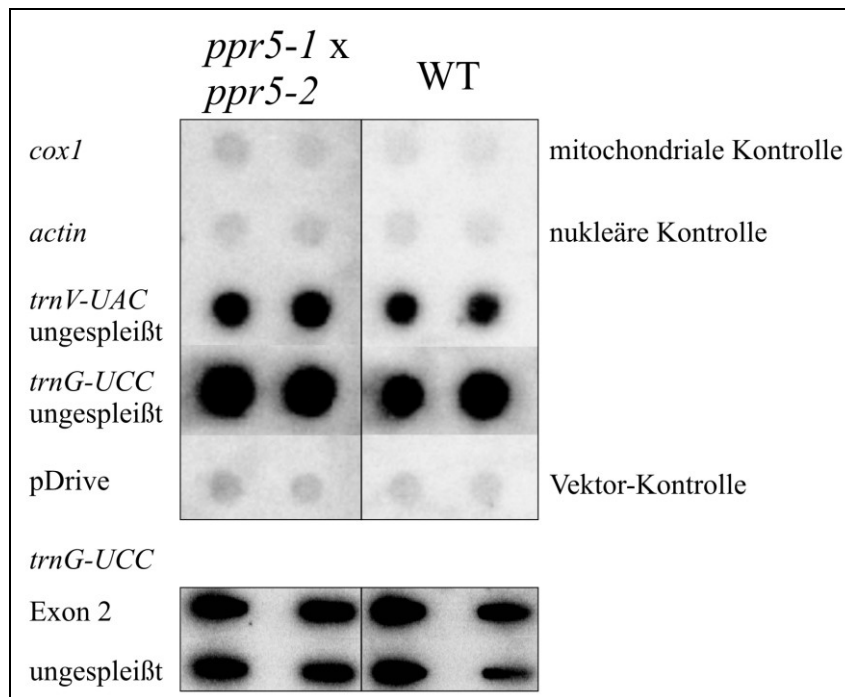 ppr5-1 x
ppr5-2
WT
cox1
mitochondriale Kontrolle
actin
nukleäre Kontrolle
trnV-UAC
ungespleißt
trnG-UCC
ungespleißt
pDrive
Vektor-Kontrolle
trnG-UCC
Exon 2
ungespleißt